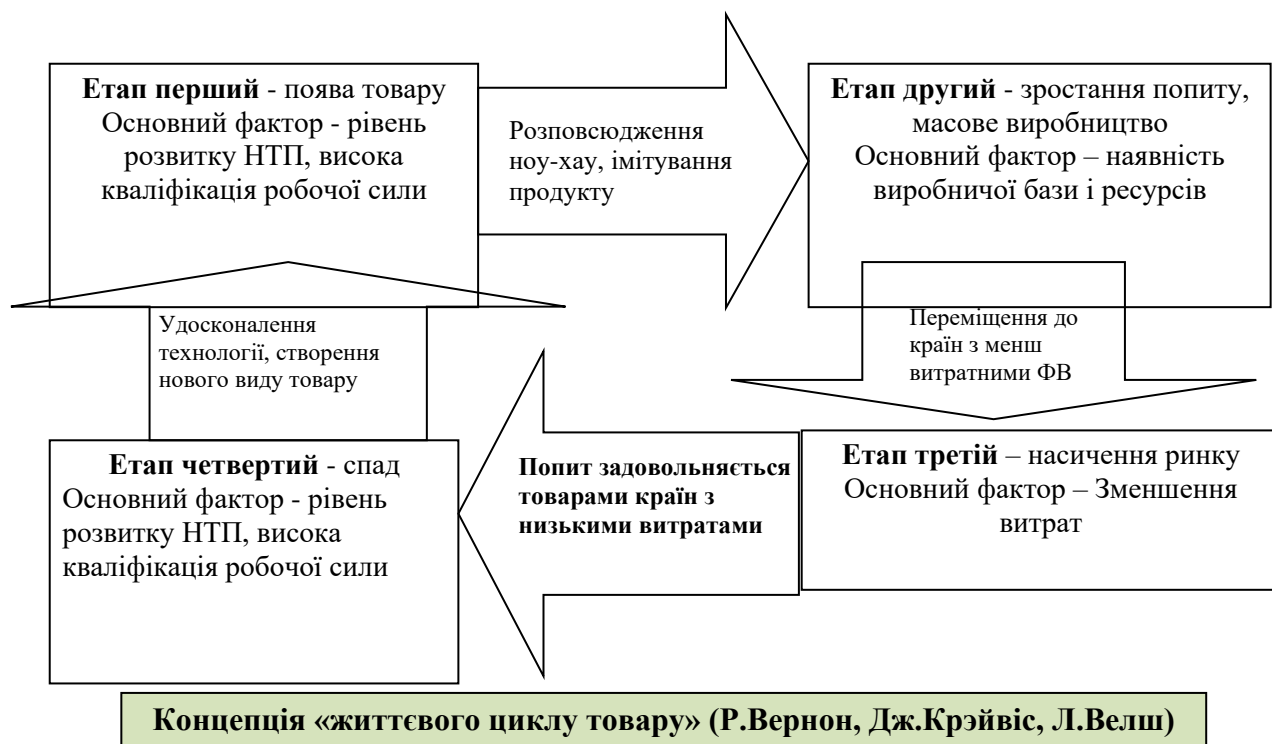 Етап перший - поява товару
Основний фактор - рівень
розвитку НТП, висока
кваліфікація робочої сили
Розповсюдження
ноу-хау, імітування
продукту
Етап другий - зростання попиту,
масове виробництво
Основний фактор – наявність
виробничої бази і ресурсів
Переміщення до
країн з менш
витратними ФВ
Етап третій – насичення ринку
Основний фактор – Зменшення
витрат
Попит задовольняється
товарами країн з
низькими витратами
Етап четвертий - спад
Основний фактор - рівень
розвитку НТП, висока
кваліфікація робочої сили
Удосконалення
технології, створення
нового виду товару
Концепція «життєвого циклу товару» (Р.Вернон, Дж.Крэйвіс, Л.Велш)